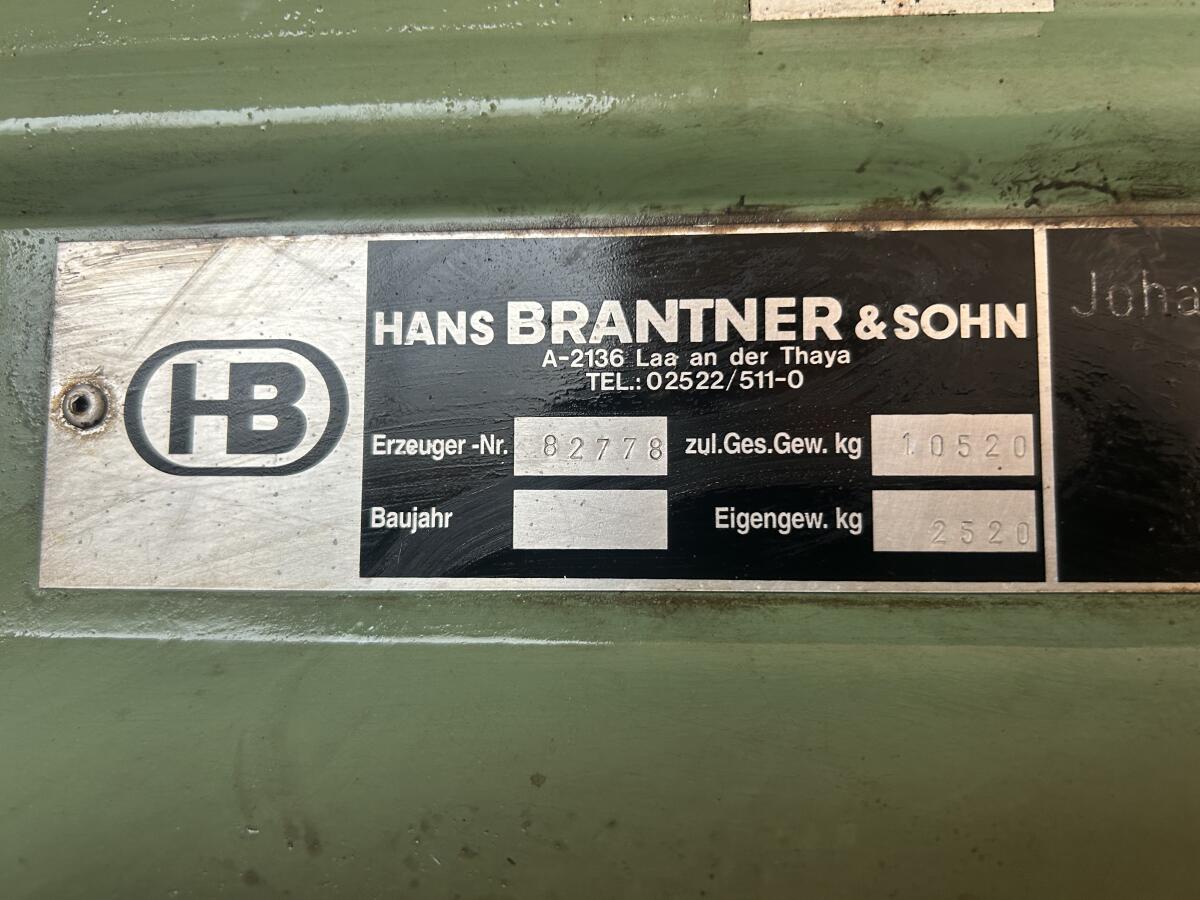 HB
HANS BRANTNER & SOHN
A-2136 Laa an der Thaya
TEL.: 02522/511-0
Erzeuger -Nr. 82778 zul.Ges.Gew. kg 10520
Baujahr Eigengew. kg 2520
Joha